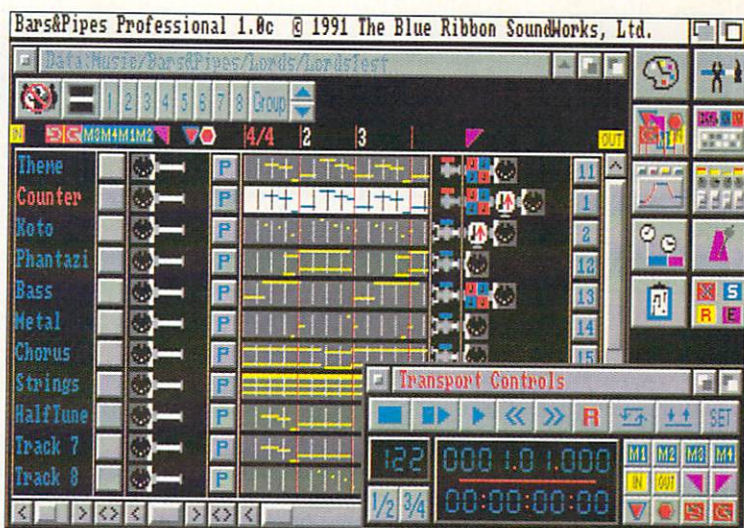 Bars&Pipes Professional 1.0c © 1991 The Blue Ribbon SoundWorks, Ltd.
Data:Music/Bars&Pipes/Lords/LordsTest
1 2 3 4 5 6 7 8 Group
IN M3 M4 M1 M2 4/4 2 3 OUT
Theme P 11
Counter P 1
Koto P 2
Phantazi P 12
Bass P 13
Metal P 14
Chorus P 15
Strings P
HalfTune P
Track 7 P
Track 8 P
S
R E
Transport Controls
R SET
122 000 1.0 1.000 M1 M2 M3 M4
IN OUT
1/2 3/4 00:00:00:00